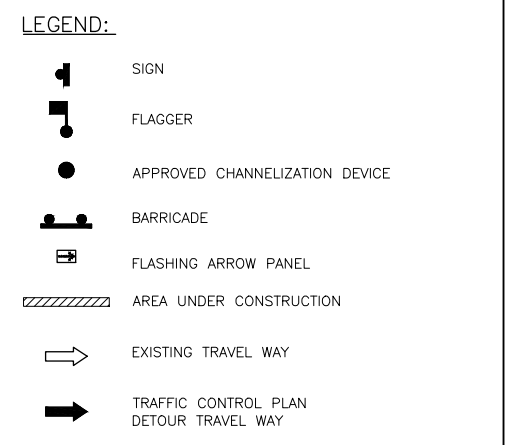 LEGEND:
SIGN
FLAGGER
APPROVED CHANNELIZATION DEVICE
BARRICADE
FLASHING ARROW PANEL
AREA UNDER CONSTRUCTION
EXISTING TRAVEL WAY
TRAFFIC CONTROL PLAN
DETOUR TRAVEL WAY